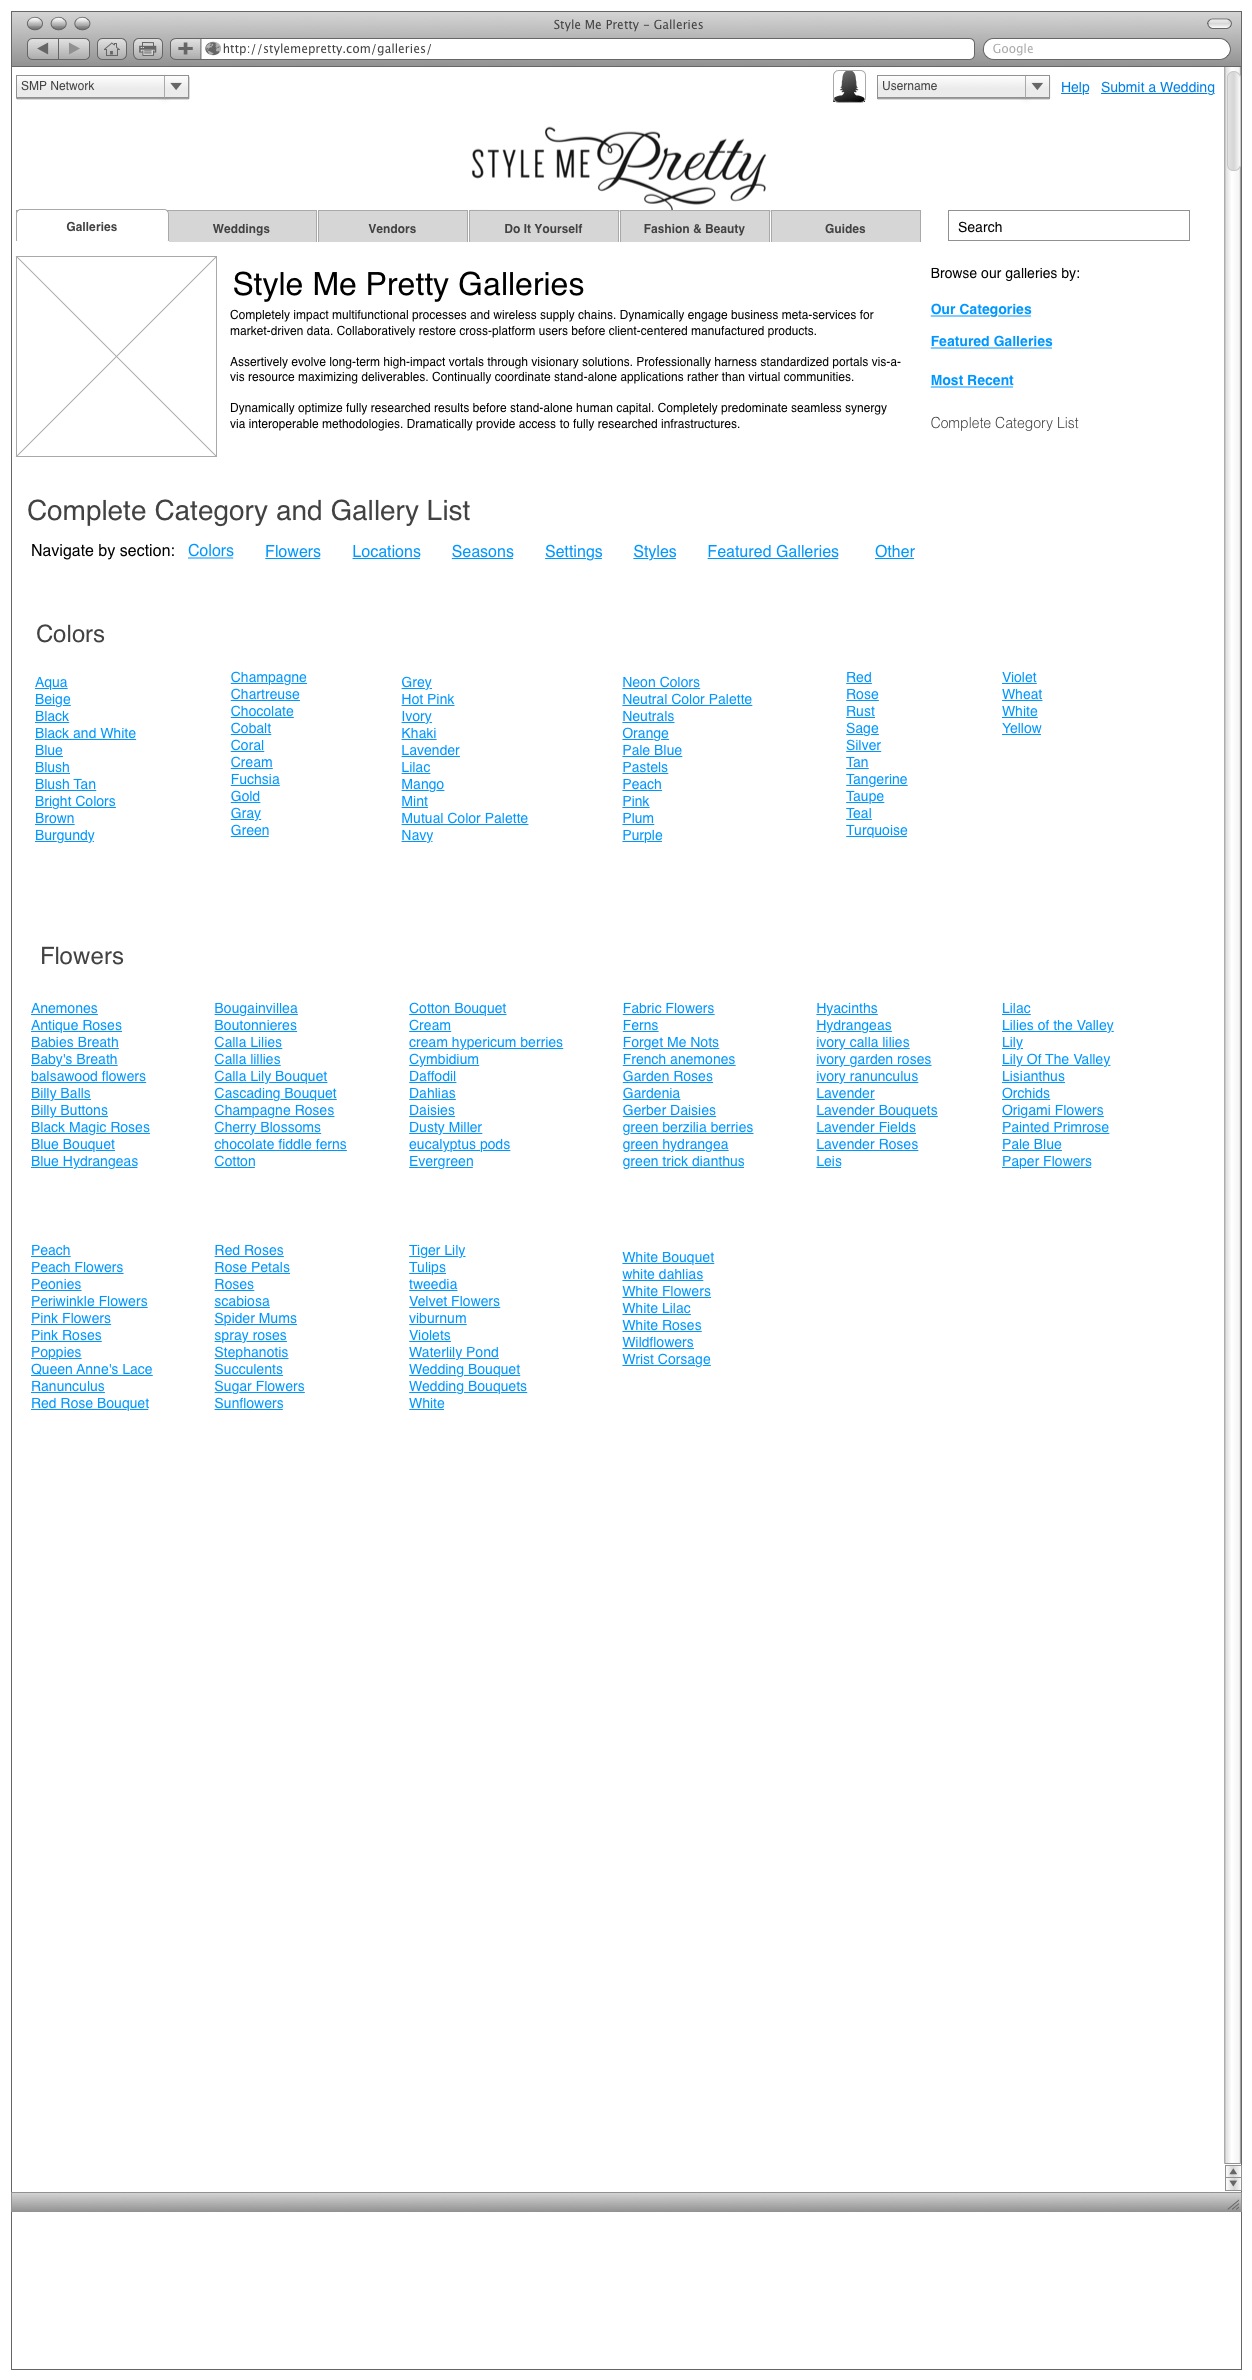 Style Me Pretty – Galleries
http://stylemepretty.com/galleries/
Google
SMP Network
Username
Help
Submit a Wedding
STYLE ME Pretty
Galleries
Weddings
Vendors
Do It Yourself
Fashion & Beauty
Guides
Search
Style Me Pretty Galleries
Completely impact multifunctional processes and wireless supply chains. Dynamically engage business meta-services for
market-driven data. Collaboratively restore cross-platform users before client-centered manufactured products.
Assertively evolve long-term high-impact vortals through visionary solutions. Professionally harness standardized portals vis-a-
vis resource maximizing deliverables. Continually coordinate stand-alone applications rather than virtual communities.
Dynamically optimize fully researched results before stand-alone human capital. Completely predominate seamless synergy
via interoperable methodologies. Dramatically provide access to fully researched infrastructures.
Browse our galleries by:
Our Categories
Featured Galleries
Most Recent
Complete Category List
Complete Category and Gallery List
Navigate by section:
Colors
Flowers
Locations
Seasons
Settings
Styles
Featured Galleries
Other
Colors
Aqua
Beige
Black
Black and White
Blue
Blush
Blush Tan
Bright Colors
Brown
Burgundy
Champagne
Chartreuse
Chocolate
Cobalt
Coral
Cream
Fuchsia
Gold
Gray
Green
Grey
Hot Pink
Ivory
Khaki
Lavender
Lilac
Mango
Mint
Mutual Color Palette
Navy
Neon Colors
Neutral Color Palette
Neutrals
Orange
Pale Blue
Pastels
Peach
Pink
Plum
Purple
Red
Rose
Rust
Sage
Silver
Tan
Tangerine
Taupe
Teal
Turquoise
Violet
Wheat
White
Yellow
Flowers
Anemones
Antique Roses
Babies Breath
Baby's Breath
balsawood flowers
Billy Balls
Billy Buttons
Black Magic Roses
Blue Bouquet
Blue Hydrangeas
Bougainvillea
Boutonnieres
Calla Lilies
Calla lillies
Calla Lily Bouquet
Cascading Bouquet
Champagne Roses
Cherry Blossoms
chocolate fiddle ferns
Cotton
Cotton Bouquet
Cream
cream hypericum berries
Cymbidium
Daffodil
Dahlias
Daisies
Dusty Miller
eucalyptus pods
Evergreen
Fabric Flowers
Ferns
Forget Me Nots
French anemones
Garden Roses
Gardenia
Gerber Daisies
green berzilia berries
green hydrangea
green trick dianthus
Hyacinths
Hydrangeas
ivory calla lilies
ivory garden roses
ivory ranunculus
Lavender
Lavender Bouquets
Lavender Fields
Lavender Roses
Leis
Lilac
Lilies of the Valley
Lily
Lily Of The Valley
Lisianthus
Orchids
Origami Flowers
Painted Primrose
Pale Blue
Paper Flowers
Peach
Peach Flowers
Peonies
Periwinkle Flowers
Pink Flowers
Pink Roses
Poppies
Queen Anne's Lace
Ranunculus
Red Rose Bouquet
Red Roses
Rose Petals
Roses
scabiosa
Spider Mums
spray roses
Stephanotis
Succulents
Sugar Flowers
Sunflowers
Tiger Lily
Tulips
tweedia
Velvet Flowers
viburnum
Violets
Waterlily Pond
Wedding Bouquet
Wedding Bouquets
White
White Bouquet
white dahlias
White Flowers
White Lilac
White Roses
Wildflowers
Wrist Corsage